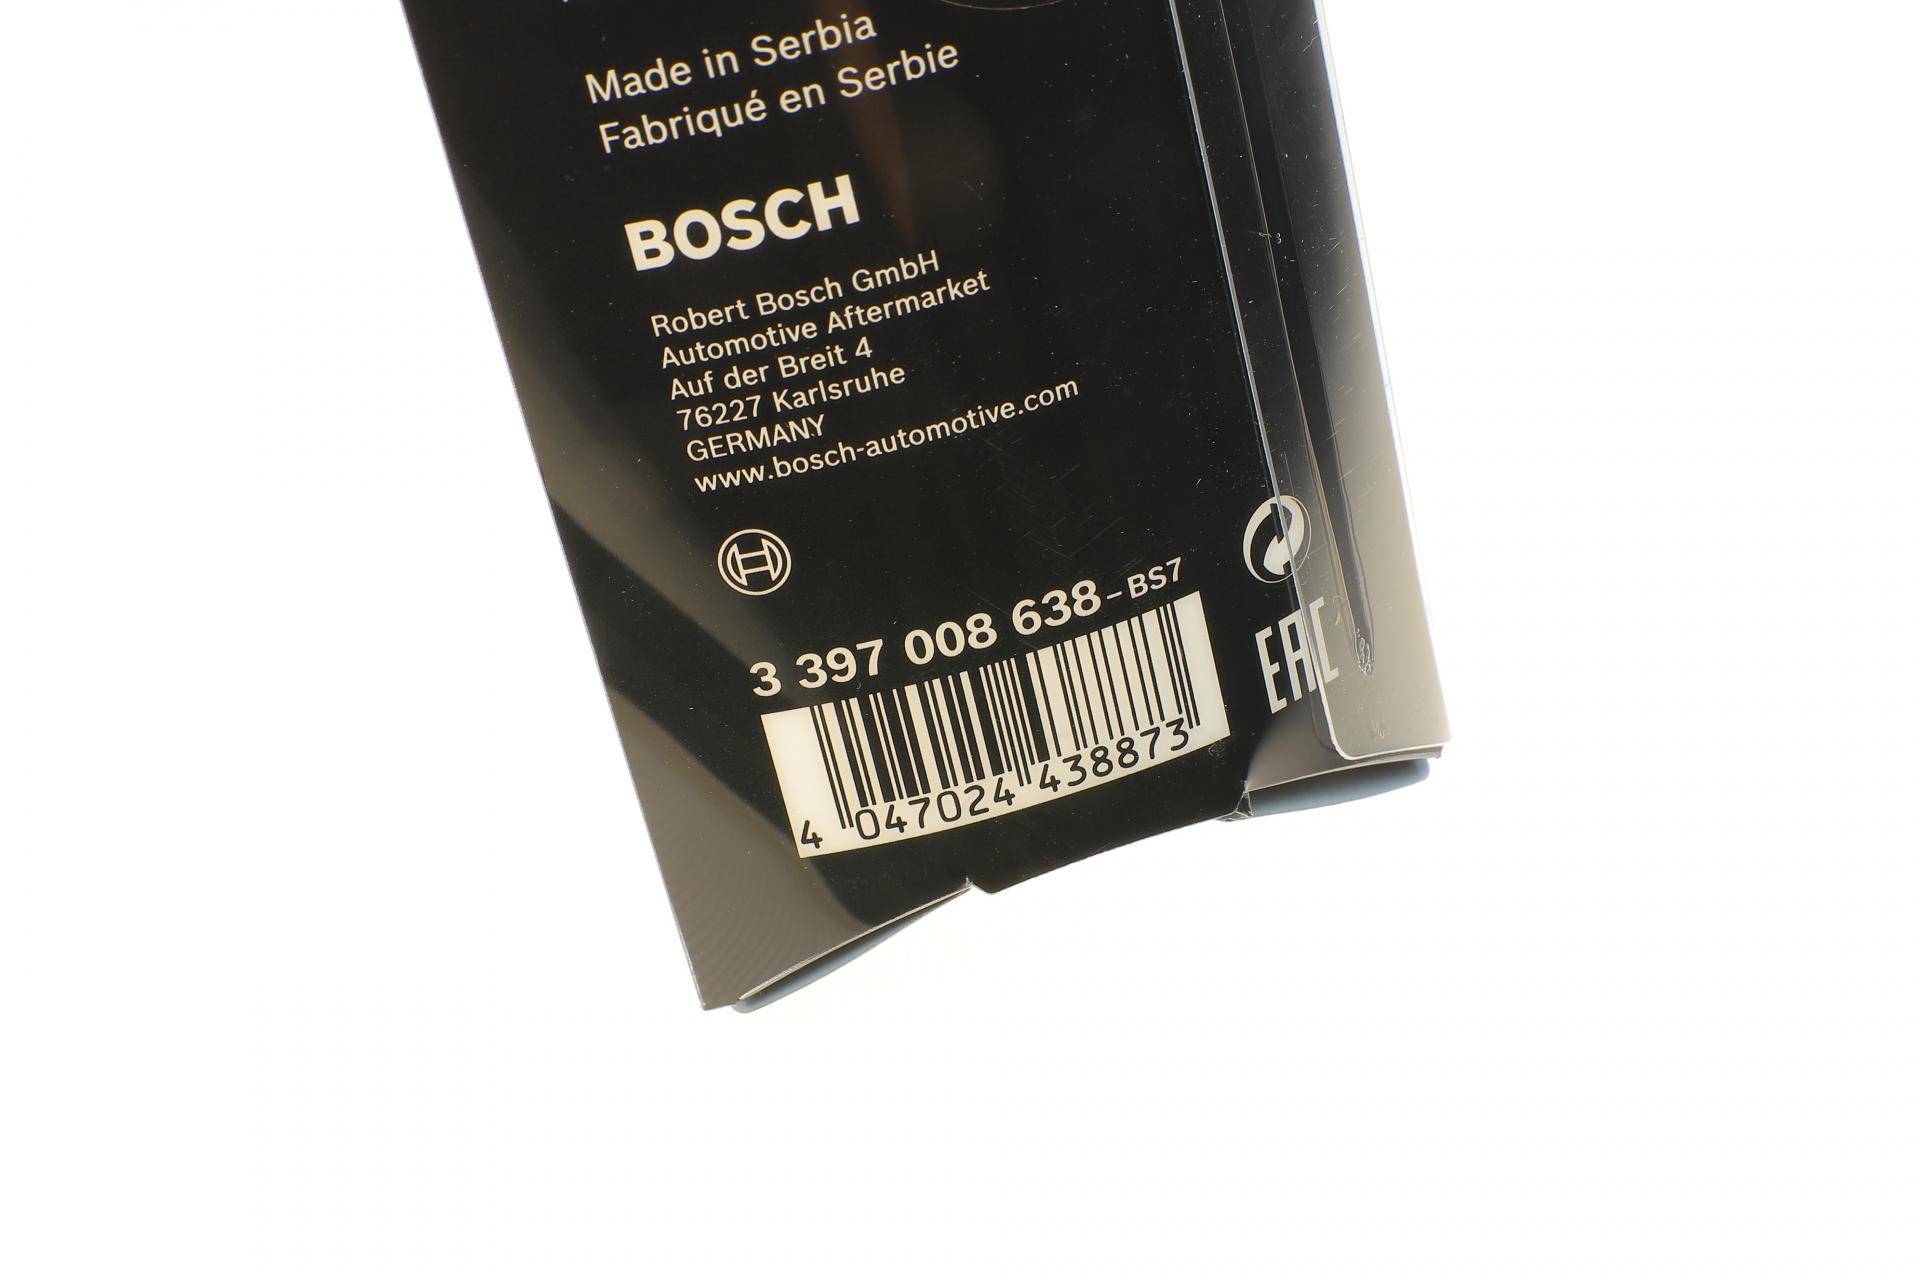 Made in Serbia
Fabriqué en Serbie
BOSCH
Robert Bosch GmbH
Automotive Aftermarket
Auf der Breit 4
76227 Karlsruhe
GERMANY
www.bosch-automotive.com
3 397 008 638-BS7
EAC
4 047024 438873